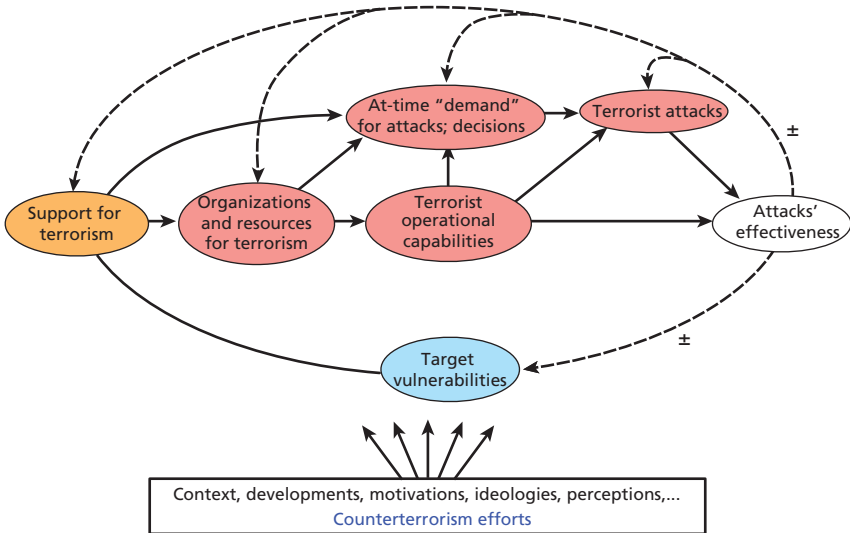 At-time “demand”
for attacks; decisions
Terrorist attacks
±
Support for
terrorism
Organizations
and resources
for terrorism
Terrorist
operational
capabilities
Attacks’
effectiveness
±
Target
vulnerabilities
Context, developments, motivations, ideologies, perceptions,...
Counterterrorism efforts